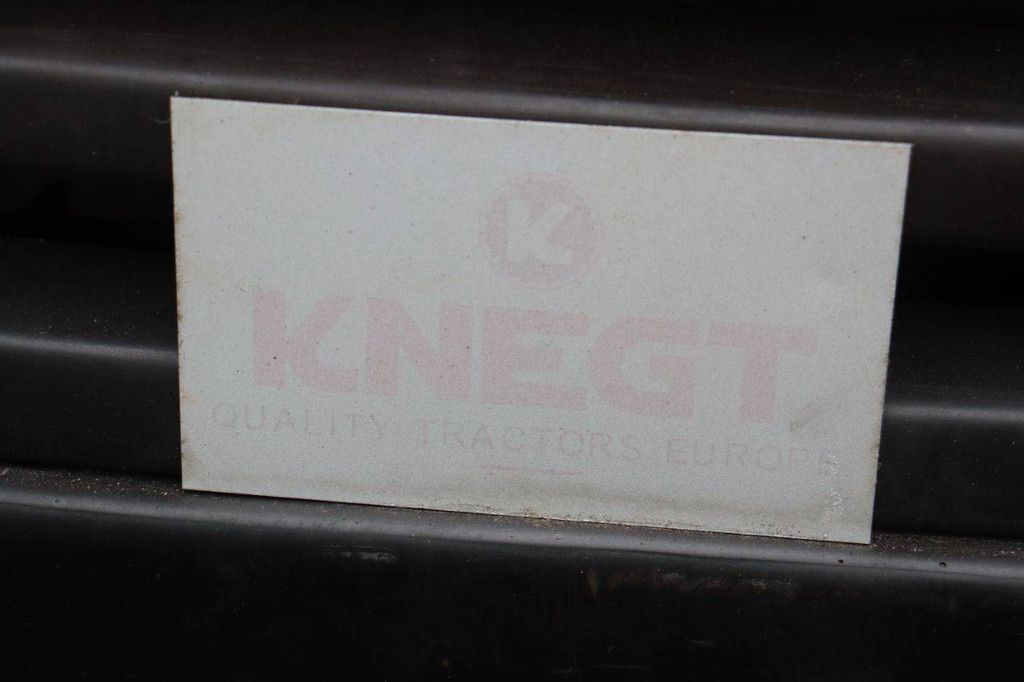 K
KNEGT
QUALITY TRACTORS EUROPE